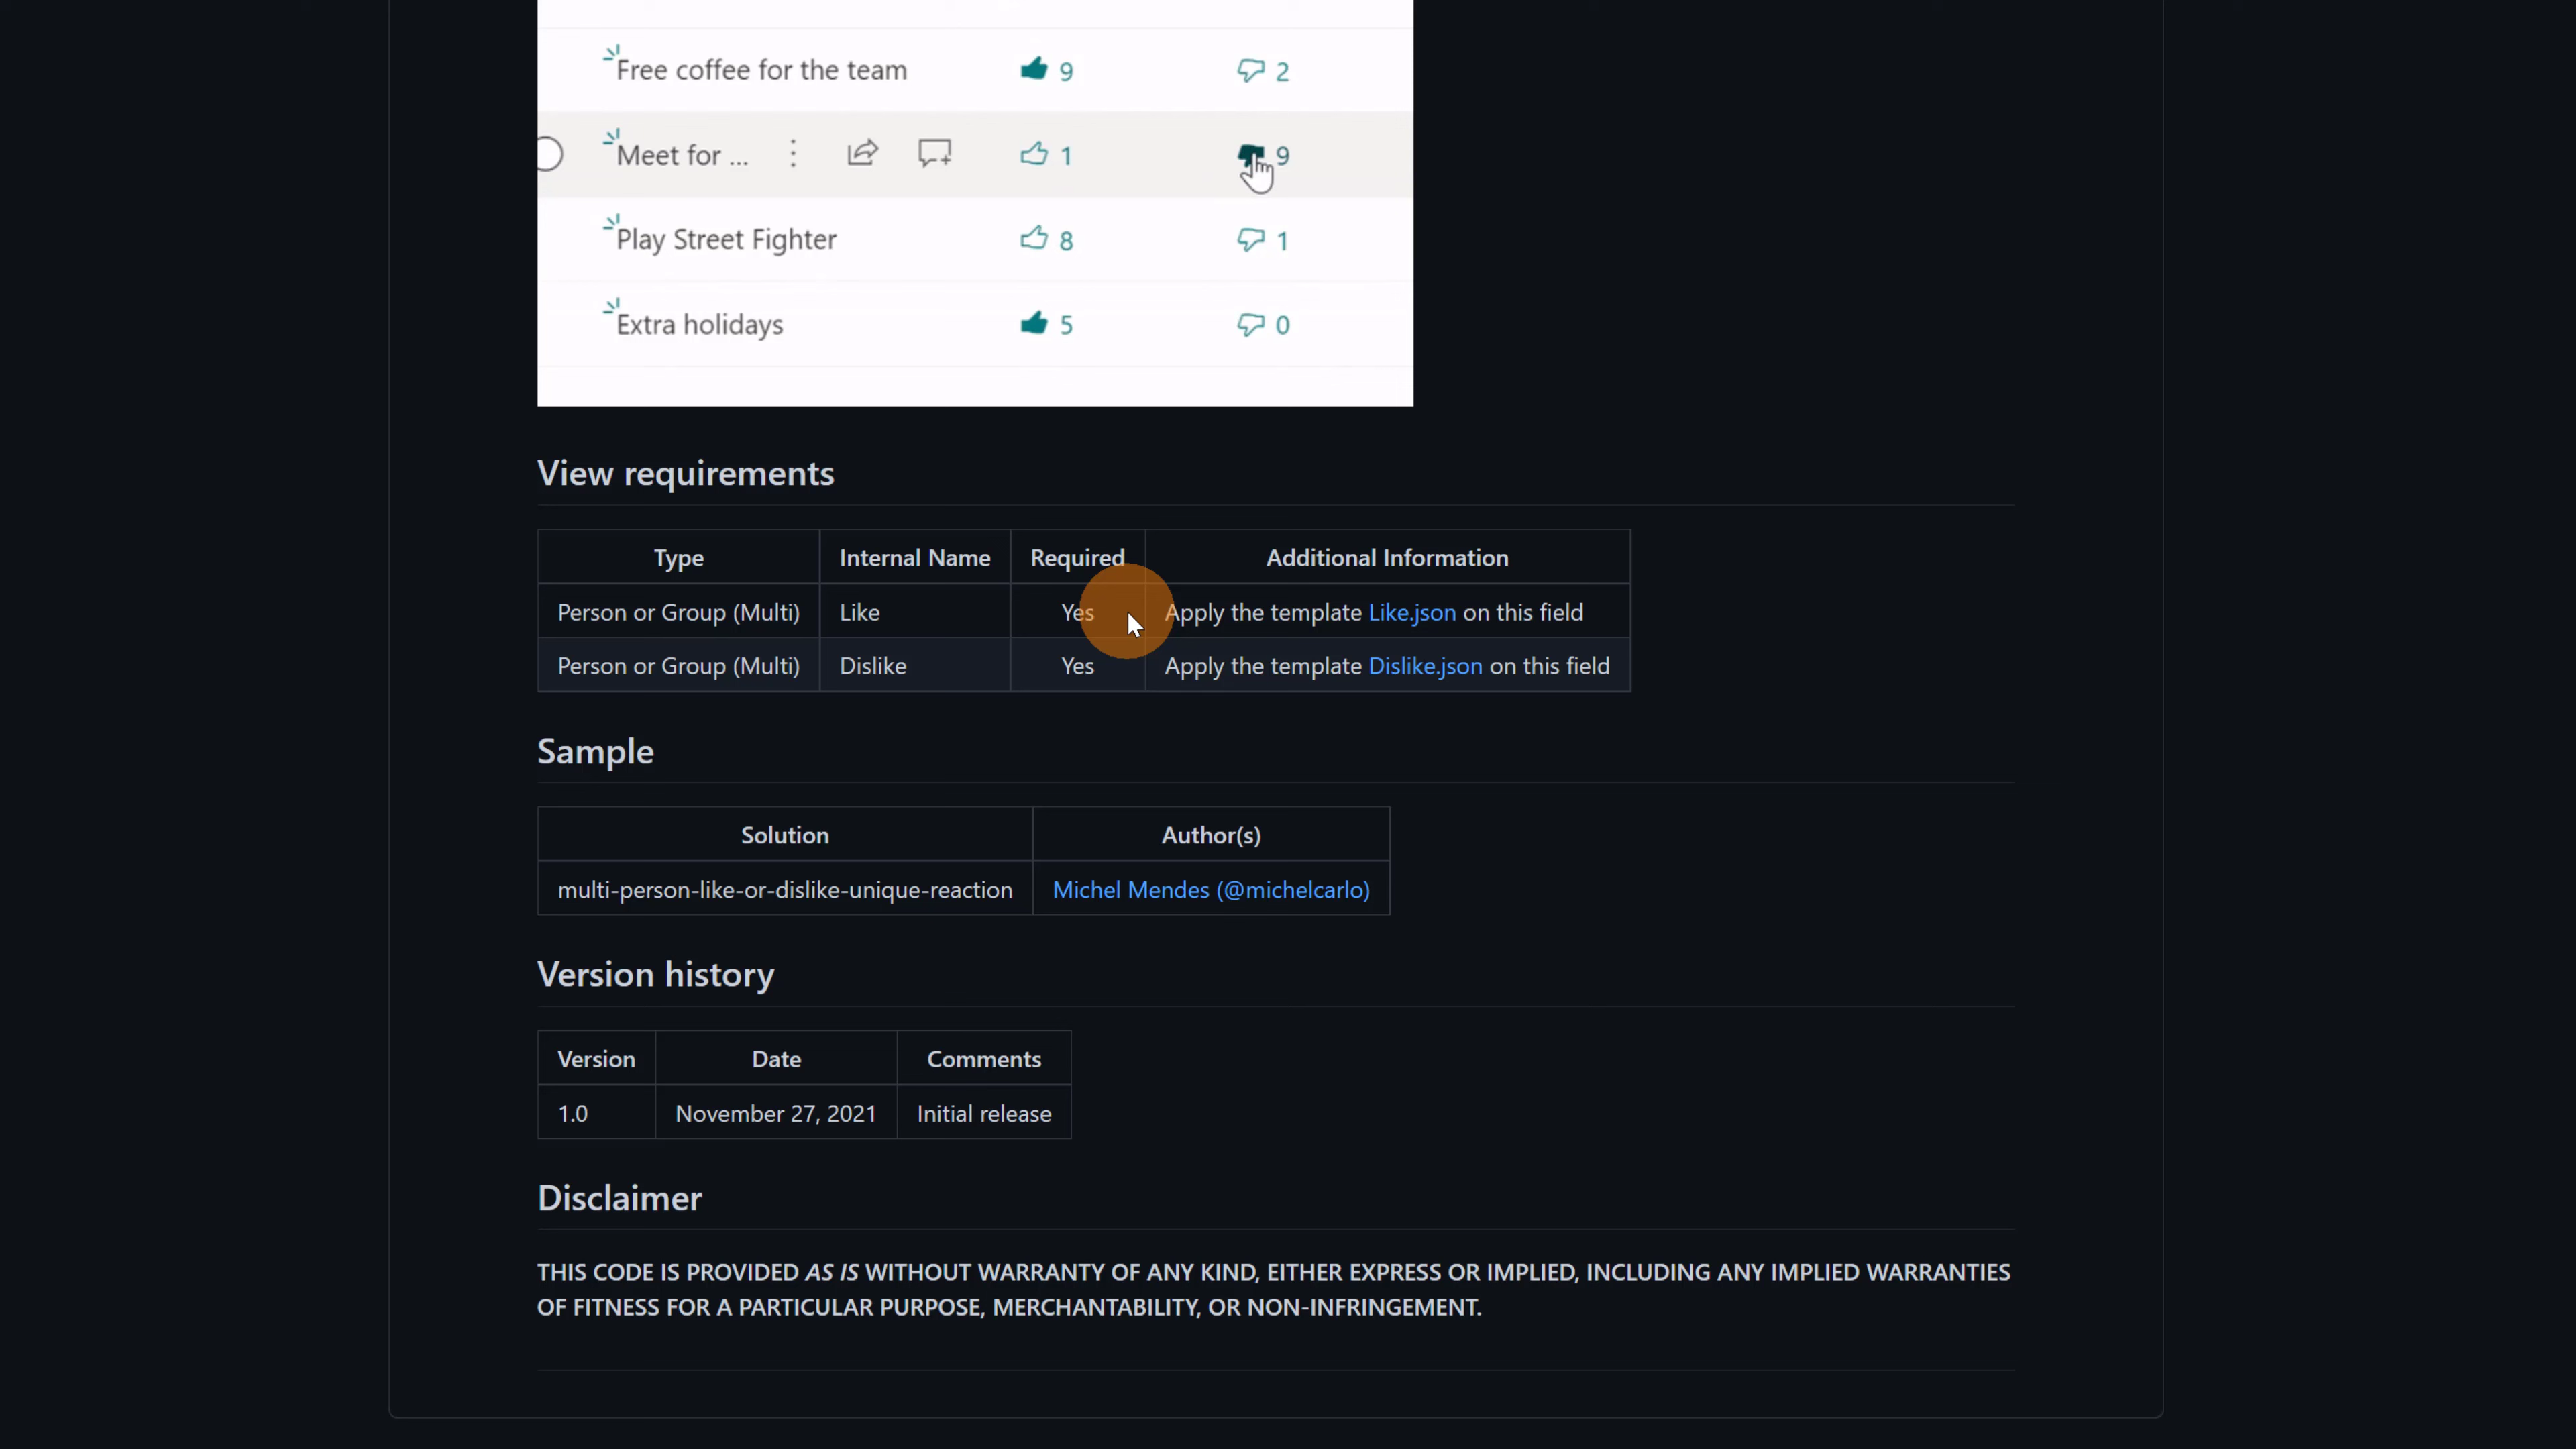 Free coffee for the team 9 2
Meet for ... 1 9
Play Street Fighter 8 1
Extra holidays 5 0
View requirements
Type Internal Name Required Additional Information
Person or Group (Multi) Like Yes Apply the template Like.json on this field
Person or Group (Multi) Dislike Yes Apply the template Dislike.json on this field
Sample
Solution Author(s)
multi-person-like-or-dislike-unique-reaction Michel Mendes (@michelcarlo)
Version history
Version Date Comments
1.0 November 27, 2021 Initial release
Disclaimer
THIS CODE IS PROVIDED AS IS WITHOUT WARRANTY OF ANY KIND, EITHER EXPRESS OR IMPLIED, INCLUDING ANY IMPLIED WARRANTIES
OF FITNESS FOR A PARTICULAR PURPOSE, MERCHANTABILITY, OR NON-INFRINGEMENT.